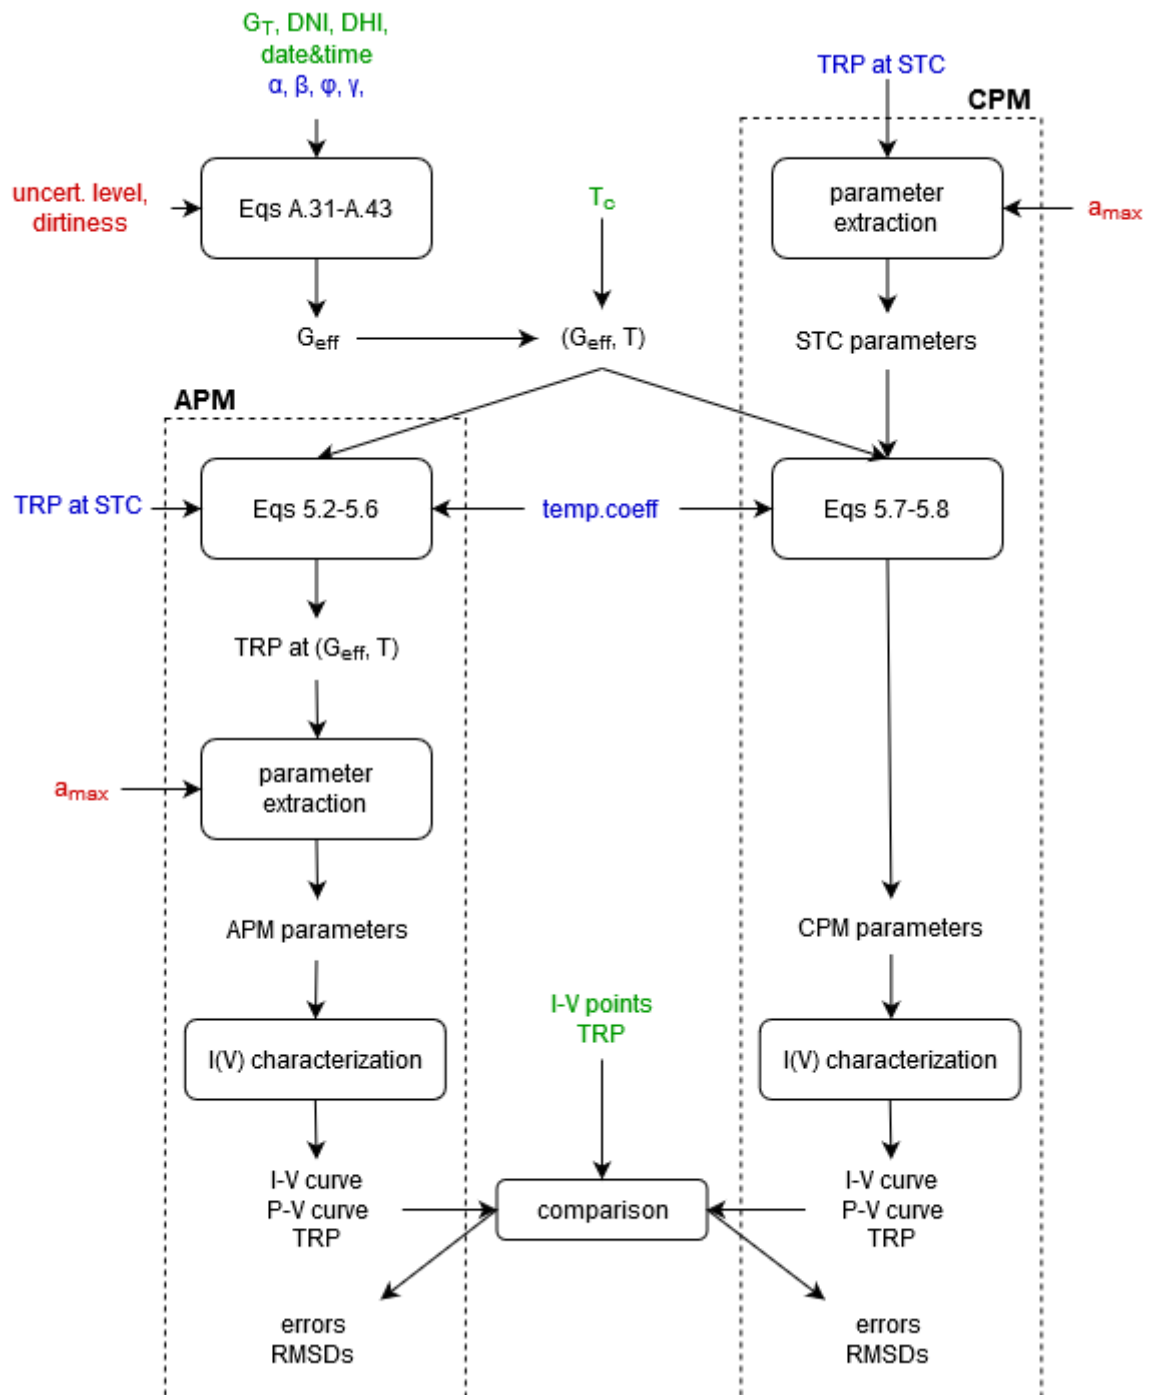 G_T, DNI, DHI,
date&time
α, β, φ, γ,
TRP at STC
CPM
uncert. level,
dirtiness
Eqs A.31-A.43
T_c
parameter
extraction
a_max
G_eff
(G_eff, T)
STC parameters
APM
TRP at STC
Eqs 5.2-5.6
temp.coeff
Eqs 5.7-5.8
TRP at (G_eff, T)
a_max
parameter
extraction
APM parameters
CPM parameters
I-V points
TRP
I(V) characterization
I(V) characterization
I-V curve
P-V curve
TRP
comparison
I-V curve
P-V curve
TRP
errors
RMSDs
errors
RMSDs